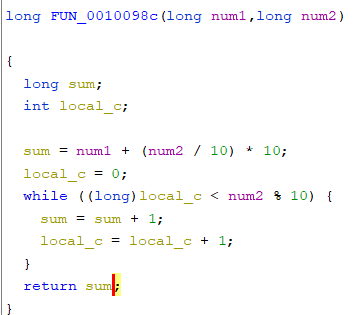 long FUN_0010098c(long num1,long num2)
{
long sum;
int local_c;
sum = num1 + (num2 / 10) * 10;
local_c = 0;
while ((long)local_c < num2 % 10) {
sum = sum + 1;
local_c = local_c + 1;
}
return sum;
}